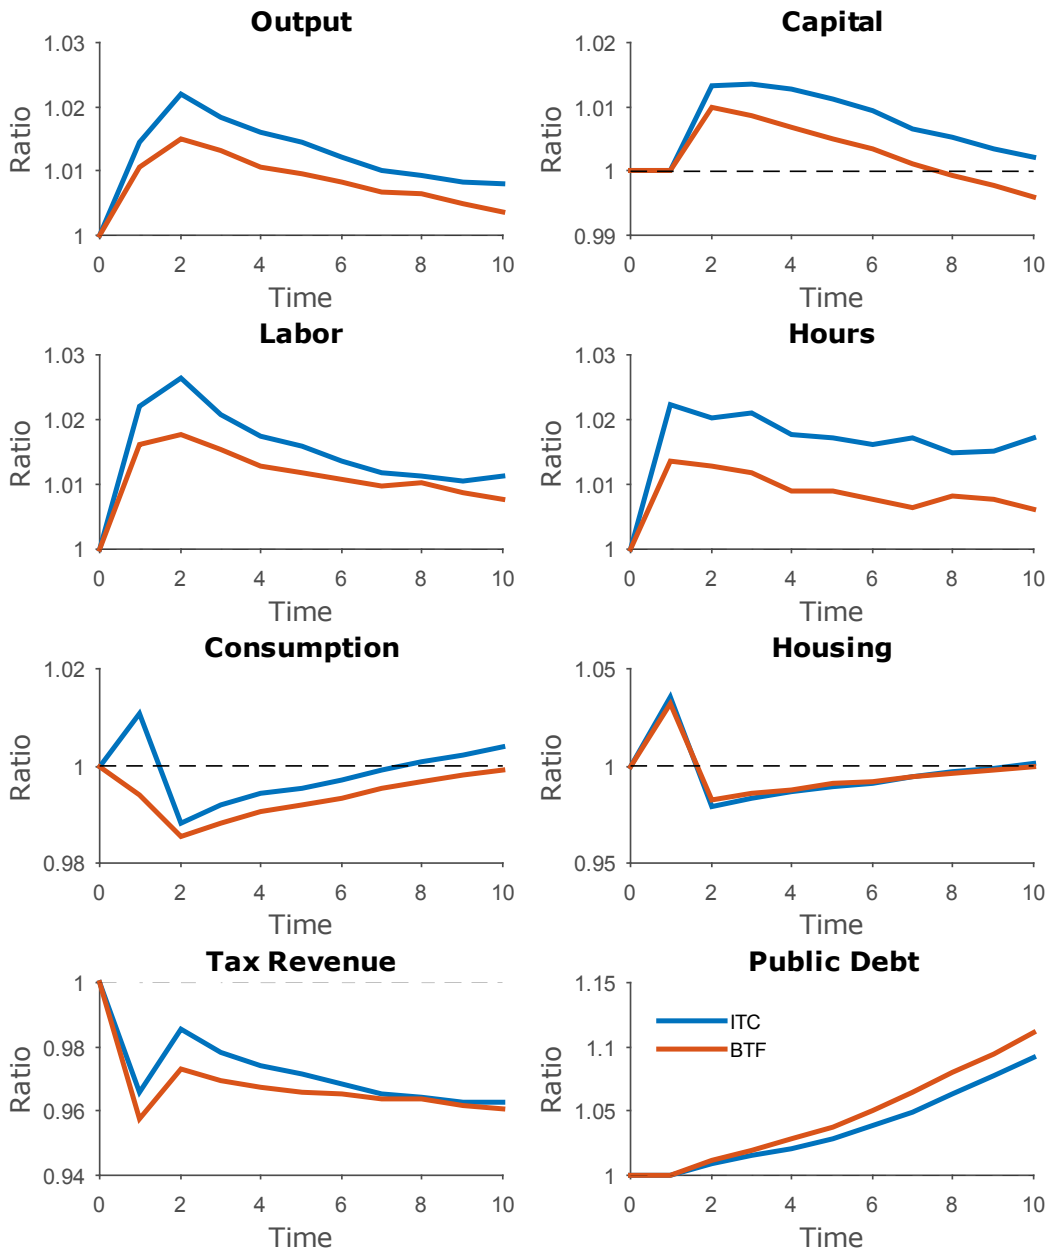 Output
Ratio
1.03
1.02
1.01
1
0 2 4 6 8 10
Time
Capital
Ratio
1.02
1.01
1
0.99
0 2 4 6 8 10
Time
Labor
Ratio
1.03
1.02
1.01
1
0 2 4 6 8 10
Time
Hours
Ratio
1.03
1.02
1.01
1
0 2 4 6 8 10
Time
Consumption
Ratio
1.02
1
0.98
0 2 4 6 8 10
Time
Housing
Ratio
1.05
1
0.95
0 2 4 6 8 10
Time
Tax Revenue
Ratio
1
0.98
0.96
0.94
0 2 4 6 8 10
Time
Public Debt
Ratio
1.15
1.1
1.05
1
ITC
BTF
0 2 4 6 8 10
Time